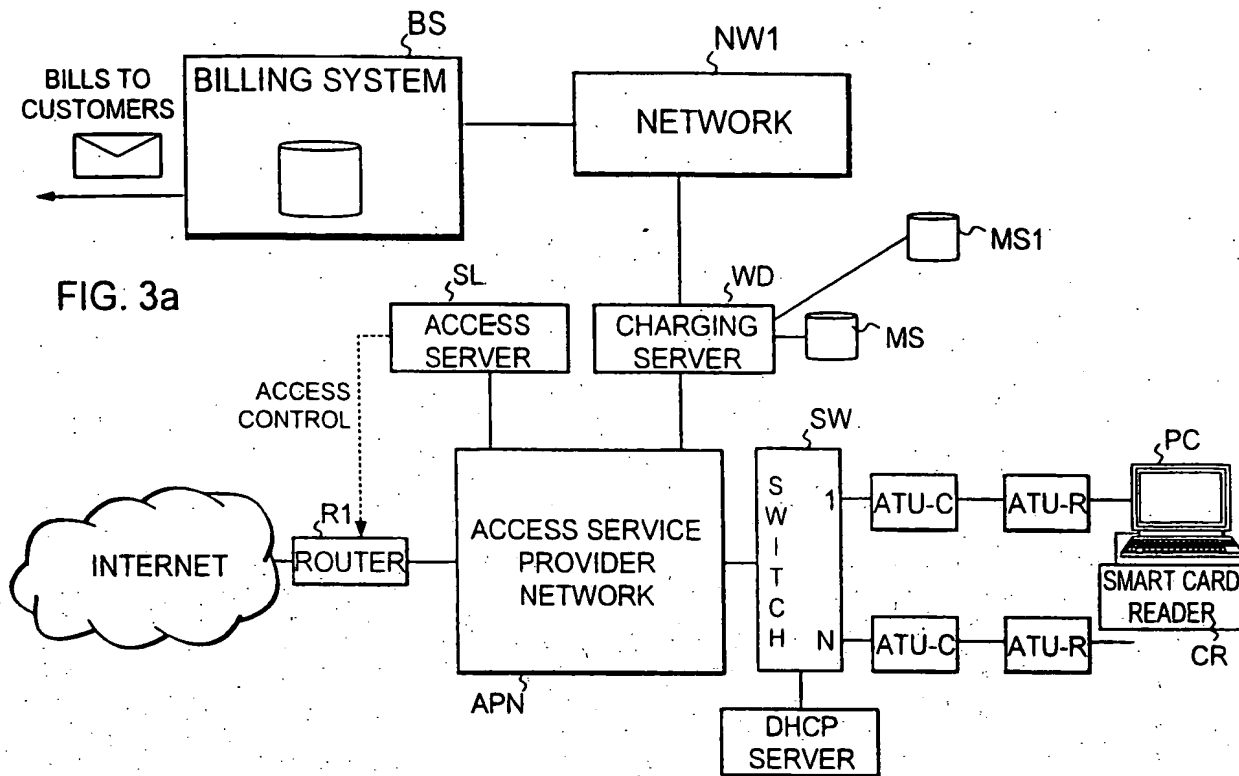 BS
NW1
BILLS TO
CUSTOMERS
BILLING SYSTEM
NETWORK
MS1
FIG. 3a
SL
WD
ACCESS
SERVER
CHARGING
SERVER
MS
ACCESS
CONTROL
SW
PC
R1
INTERNET
ROUTER
ACCESS SERVICE
PROVIDER
NETWORK
SWITCH
1
ATU-C
ATU-R
SMART CARD
READER
N
ATU-C
ATU-R
CR
APN
DHCP
SERVER